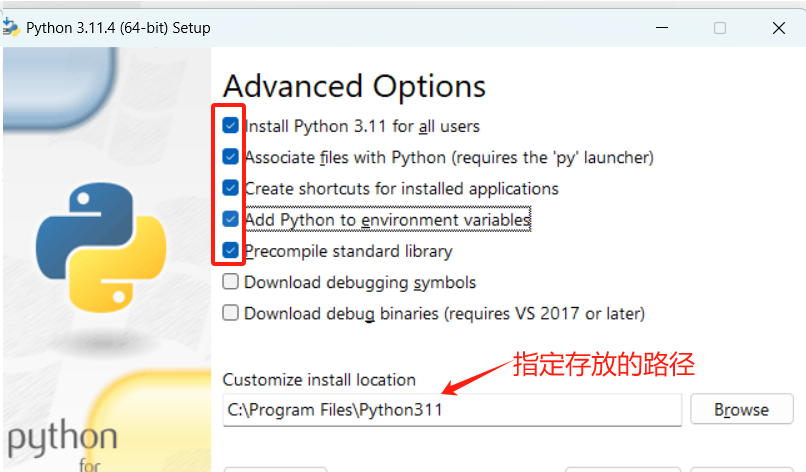 Python 3.11.4 (64-bit) Setup
Advanced Options
Install Python 3.11 for all users
Associate files with Python (requires the 'py' launcher)
Create shortcuts for installed applications
Add Python to environment variables
Precompile standard library
Download debugging symbols
Download debug binaries (requires VS 2017 or later)
指定存放的路径
Customize install location
C:\Program Files\Python311
Browse
python
for